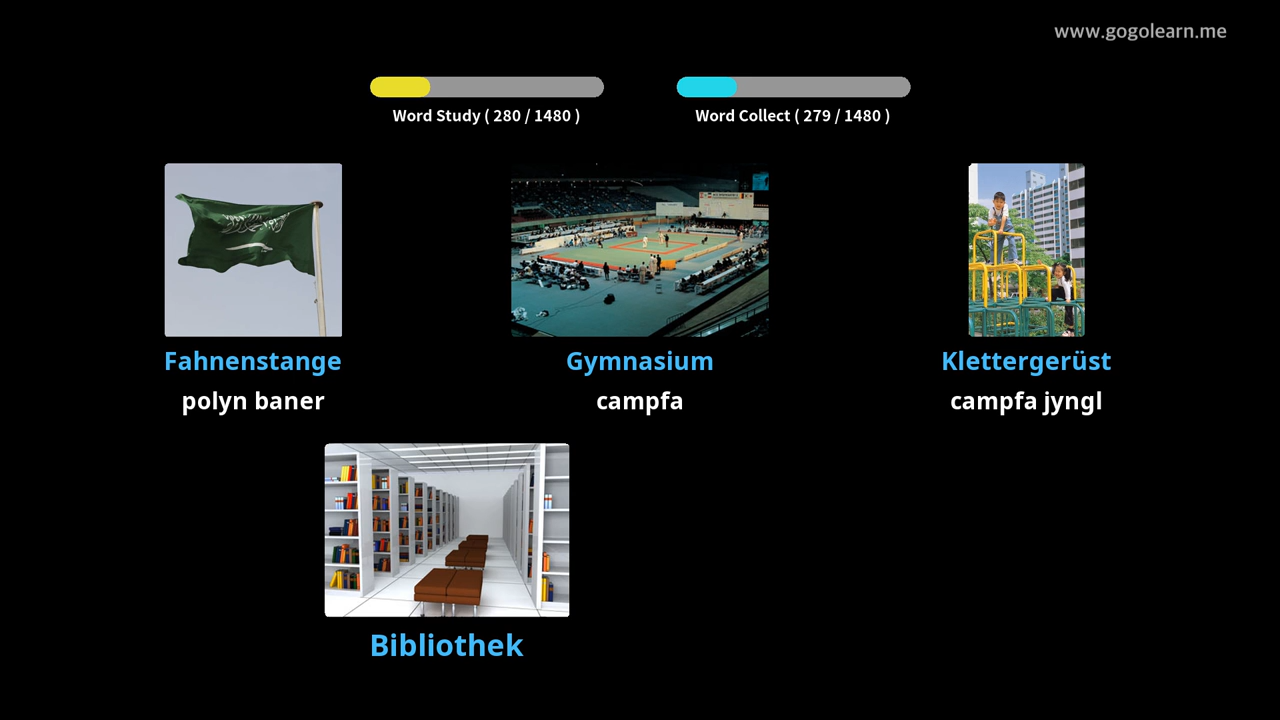 www.gogolearn.me
Word Study ( 280 / 1480 )
Word Collect ( 279 / 1480 )
Fahnenstange
Gymnasium
Klettergerüst
polyn baner
campfa
campfa jyngl
Bibliothek